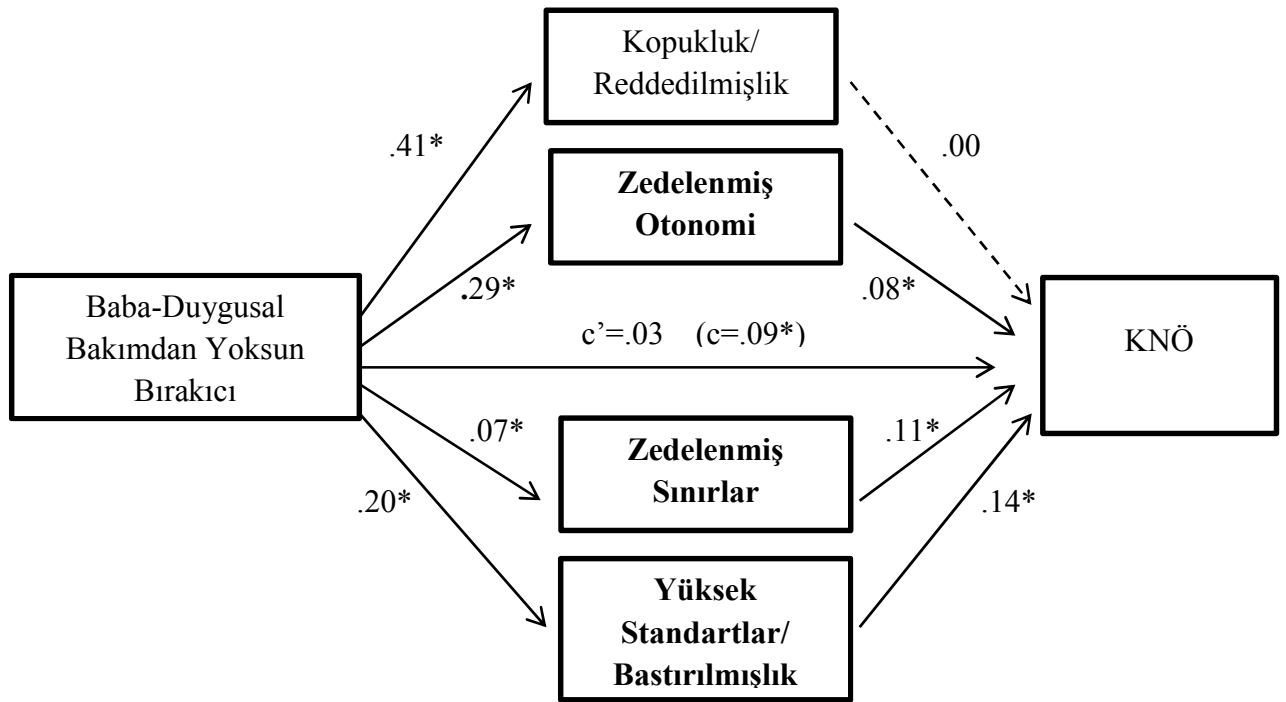 Kopukluk/
Reddedilmişlik
.41*
.00
Zedelenmiş
Otonomi
.29*
.08*
Baba-Duygusal
Bakımdan Yoksun
Bırakıcı
c’=.03 (c=.09*)
KNÖ
.07*
.11*
Zedelenmiş
Sınırlar
.20*
.14*
Yüksek
Standartlar/
Bastırılmışlık